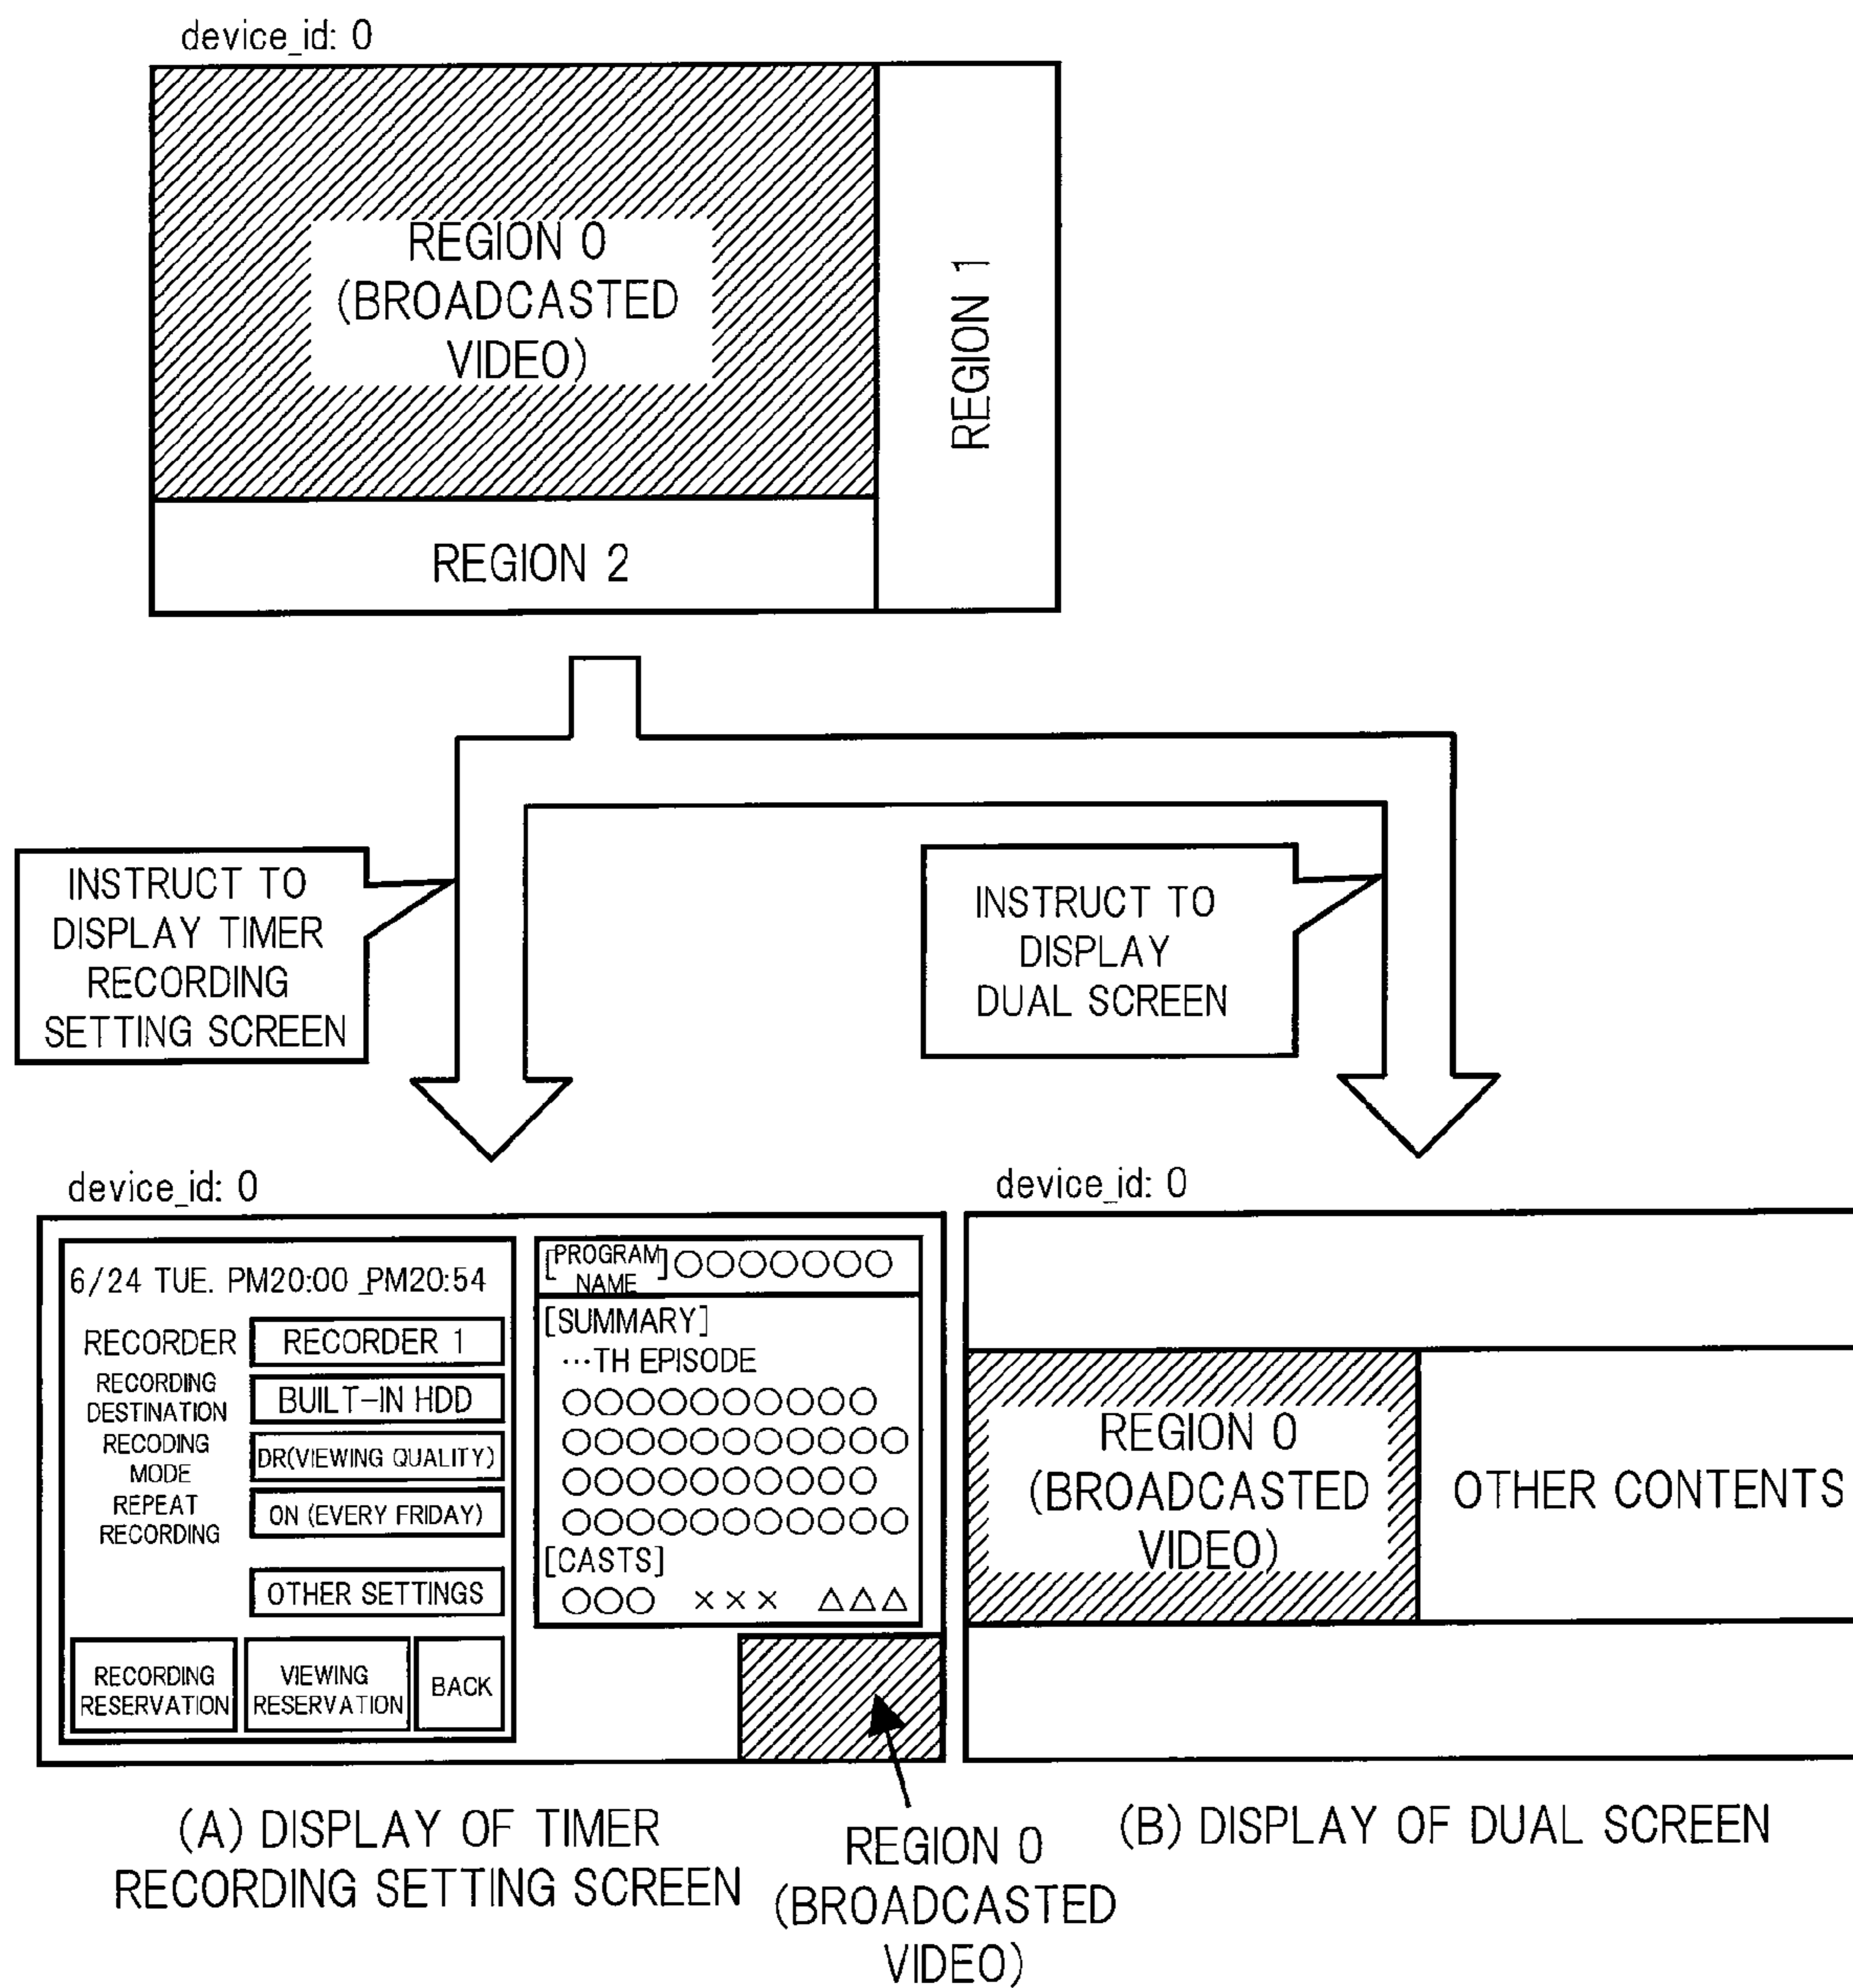 device_id: 0
REGION 0
(BROADCASTED
VIDEO)
REGION 1
REGION 2
INSTRUCT TO
DISPLAY TIMER
RECORDING
SETTING SCREEN
INSTRUCT TO
DISPLAY
DUAL SCREEN
device_id: 0
6/24 TUE. PM20:00 _PM20:54
RECORDER
RECORDER 1
RECORDING
DESTINATION
BUILT-IN HDD
RECODING
MODE
DR(VIEWING QUALITY)
REPEAT
RECORDING
ON (EVERY FRIDAY)
OTHER SETTINGS
RECORDING
RESERVATION
VIEWING
RESERVATION
BACK
[PROGRAM
NAME] ○○○○○○○
[SUMMARY]
…TH EPISODE
○○○○○○○○○○
○○○○○○○○○○○
○○○○○○○○○○
○○○○○○○○○○○
[CASTS]
○○○ ××× △△△
device_id: 0
REGION 0
(BROADCASTED
VIDEO)
OTHER CONTENTS
(A) DISPLAY OF TIMER
RECORDING SETTING SCREEN
REGION 0
(BROADCASTED
VIDEO)
(B) DISPLAY OF DUAL SCREEN